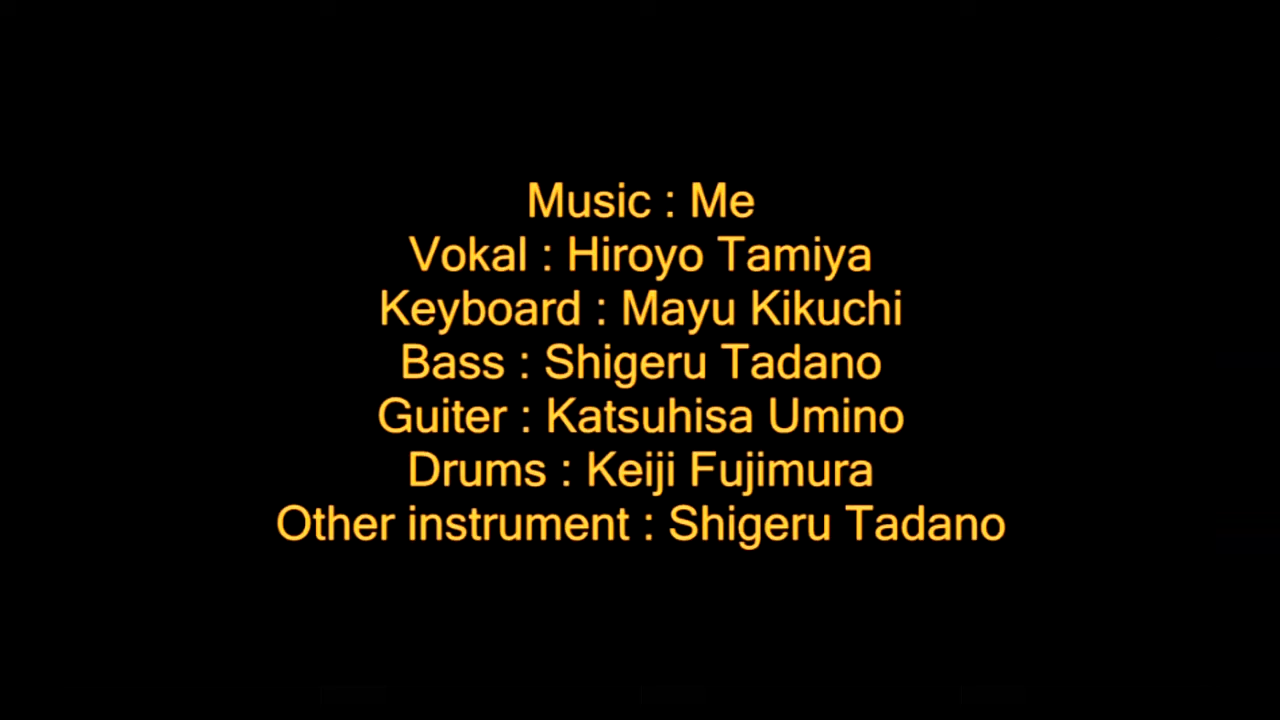 Music : Me
Vokal : Hiroyo Tamiya
Keyboard : Mayu Kikuchi
Bass : Shigeru Tadano
Guiter : Katsuhisa Umino
Drums : Keiji Fujimura
Other instrument : Shigeru Tadano